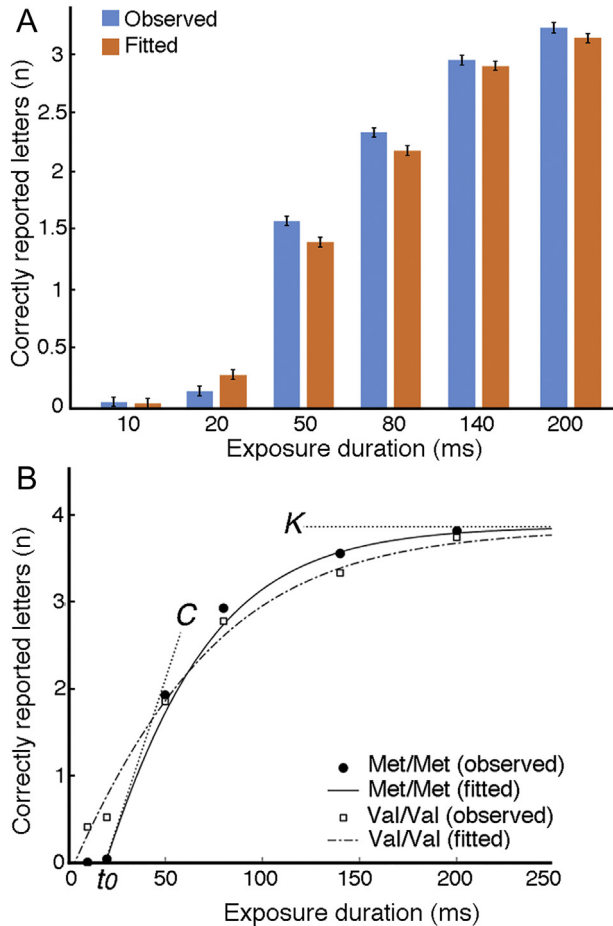 A
Observed
Fitted
Correctly reported letters (n)
3
2.5
2
1.5
1
0.5
0
10 20 50 80 140 200
Exposure duration (ms)
B
Correctly reported letters (n)
4
3
2
1
0
K
C
Met/Met (observed)
Met/Met (fitted)
Val/Val (observed)
Val/Val (fitted)
0 t0 50 100 150 200 250
Exposure duration (ms)